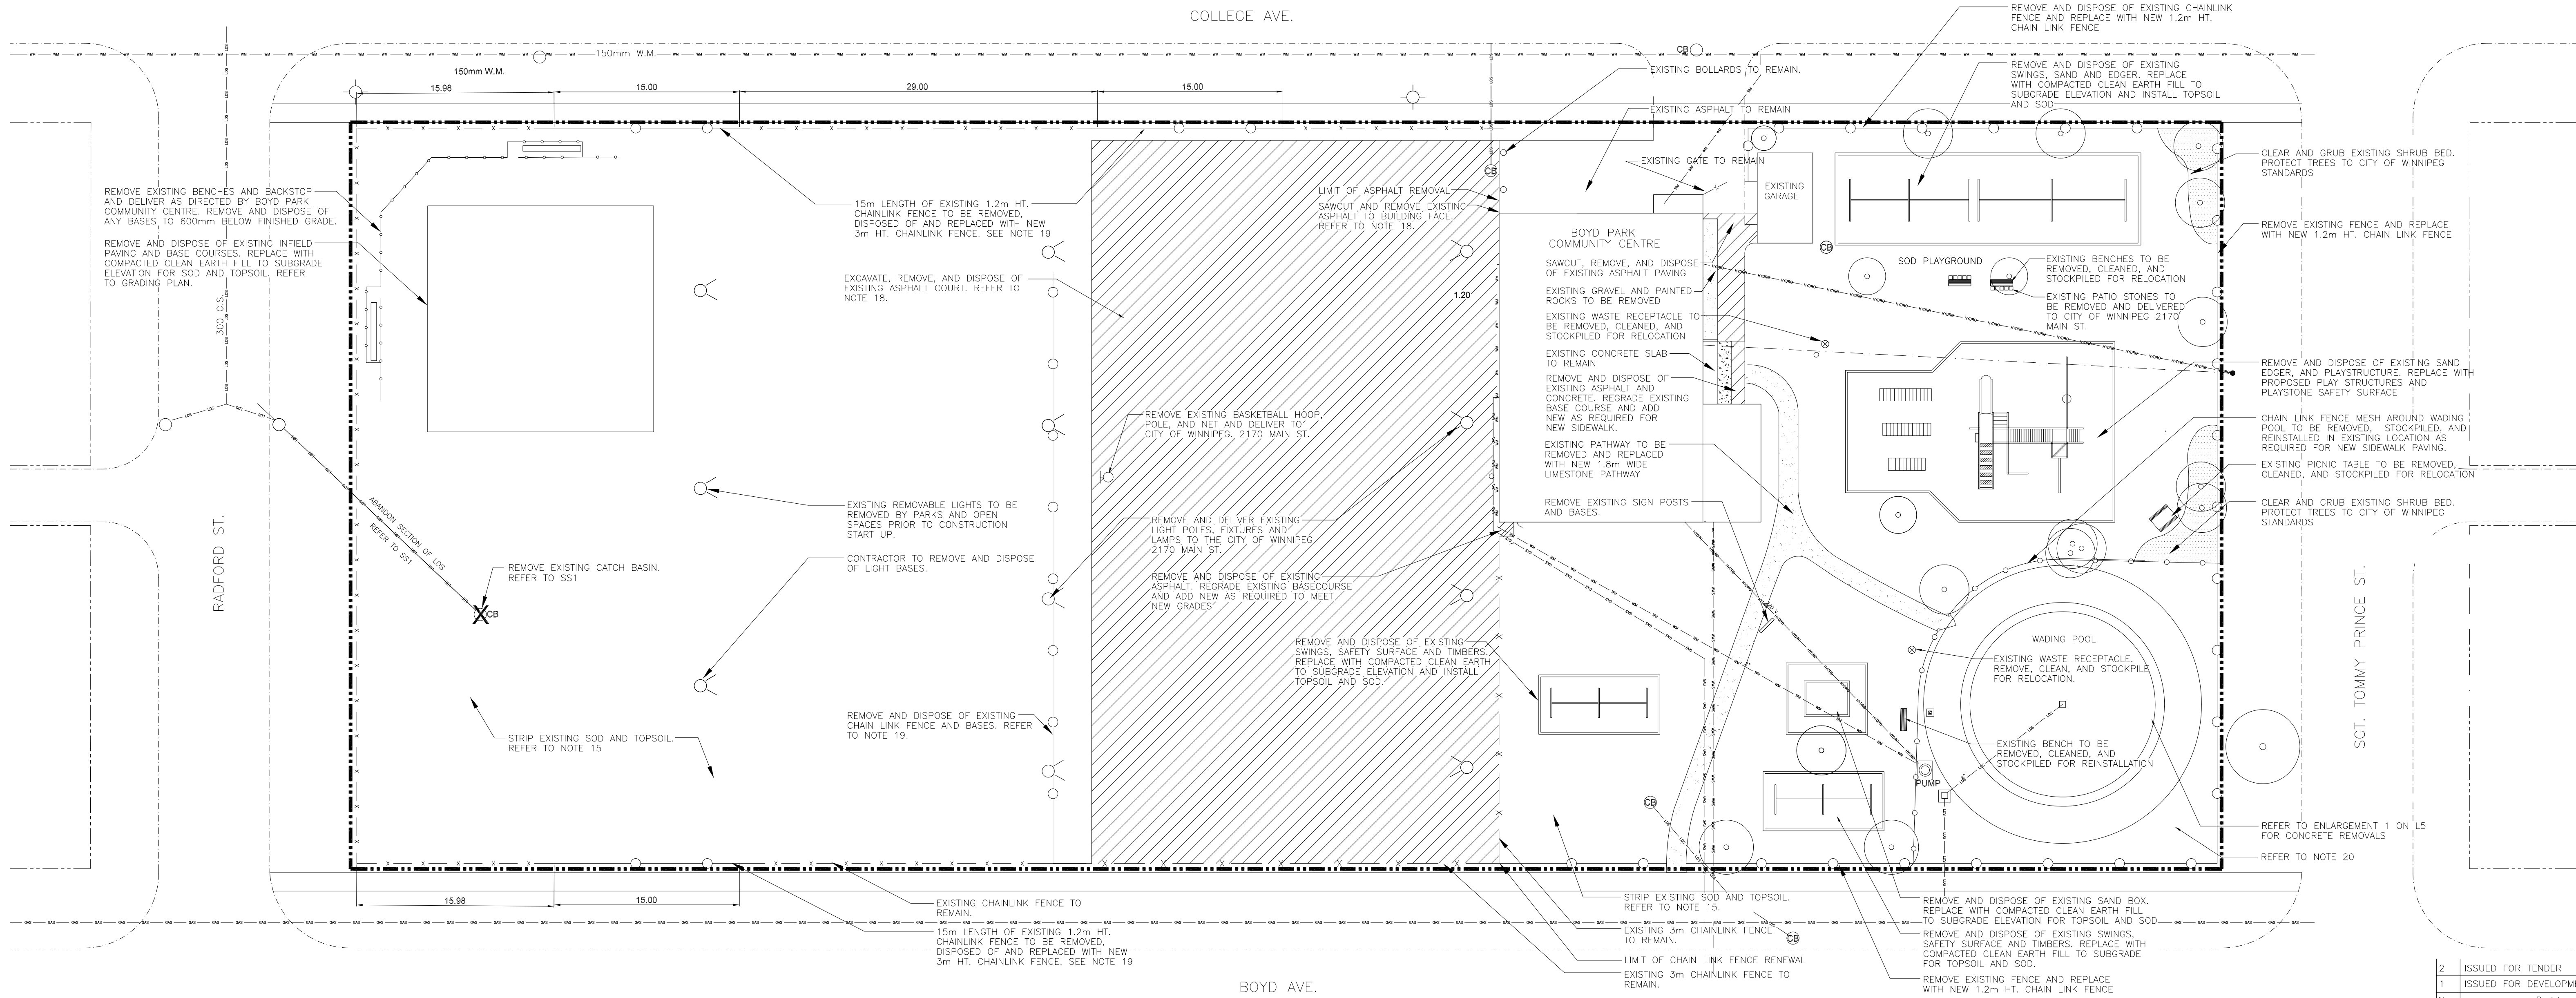 COLLEGE AVE.
REMOVE AND DISPOSE OF EXISTING CHAINLINK
FENCE AND REPLACE WITH NEW 1.2m HT.
CHAIN LINK FENCE
150mm W.M.
150mm W.M.
CB
EXISTING BOLLARDS TO REMAIN.
REMOVE AND DISPOSE OF EXISTING
SWINGS, SAND AND EDGER. REPLACE
WITH COMPACTED CLEAN EARTH FILL TO
SUBGRADE ELEVATION AND INSTALL TOPSOIL
AND SOD
15.98
15.00
29.00
15.00
EXISTING ASPHALT TO REMAIN
CLEAR AND GRUB EXISTING SHRUB BED.
PROTECT TREES TO CITY OF WINNIPEG
STANDARDS
EXISTING GATE TO REMAIN
CB
EXISTING
GARAGE
REMOVE EXISTING BENCHES AND BACKSTOP
AND DELIVER AS DIRECTED BY BOYD PARK
COMMUNITY CENTRE. REMOVE AND DISPOSE OF
ANY BASES TO 600mm BELOW FINISHED GRADE.
LIMIT OF ASPHALT REMOVAL
SAWCUT AND REMOVE EXISTING
ASPHALT TO BUILDING FACE.
REFER TO NOTE 18.
15m LENGTH OF EXISTING 1.2m HT.
CHAINLINK FENCE TO BE REMOVED,
DISPOSED OF AND REPLACED WITH NEW
3m HT. CHAINLINK FENCE. SEE NOTE 19
REMOVE EXISTING FENCE AND REPLACE
WITH NEW 1.2m HT. CHAIN LINK FENCE
BOYD PARK
COMMUNITY CENTRE
CB
REMOVE AND DISPOSE OF EXISTING INFIELD
PAVING AND BASE COURSES. REPLACE WITH
COMPACTED CLEAN EARTH FILL TO SUBGRADE
ELEVATION FOR SOD AND TOPSOIL. REFER
TO GRADING PLAN.
SAWCUT, REMOVE, AND DISPOSE
OF EXISTING ASPHALT PAVING
SOD PLAYGROUND
EXISTING BENCHES TO BE
REMOVED, CLEANED, AND
STOCKPILED FOR RELOCATION
EXCAVATE, REMOVE, AND DISPOSE OF
EXISTING ASPHALT COURT. REFER TO
NOTE 18.
1.20
EXISTING GRAVEL AND PAINTED
ROCKS TO BE REMOVED
EXISTING PATIO STONES TO
BE REMOVED AND DELIVERED
TO CITY OF WINNIPEG 2170
MAIN ST.
300 C.S.
EXISTING WASTE RECEPTACLE TO
BE REMOVED, CLEANED, AND
STOCKPILED FOR RELOCATION
EXISTING CONCRETE SLAB
TO REMAIN
REMOVE AND DISPOSE OF EXISTING SAND
EDGER, AND PLAYSTRUCTURE. REPLACE WITH
PROPOSED PLAY STRUCTURES AND
PLAYSTONE SAFETY SURFACE
REMOVE AND DISPOSE OF
EXISTING ASPHALT AND
CONCRETE. REGRADE EXISTING
BASE COURSE AND ADD
NEW AS REQUIRED FOR
NEW SIDEWALK.
REMOVE EXISTING BASKETBALL HOOP,
POLE, AND NET AND DELIVER TO
CITY OF WINNIPEG. 2170 MAIN ST.
CHAIN LINK FENCE MESH AROUND WADING
POOL TO BE REMOVED, STOCKPILED, AND
REINSTALLED IN EXISTING LOCATION AS
REQUIRED FOR NEW SIDEWALK PAVING.
EXISTING PATHWAY TO BE
REMOVED AND REPLACED
WITH NEW 1.8m WIDE
LIMESTONE PATHWAY
EXISTING PICNIC TABLE TO BE REMOVED,
CLEANED, AND STOCKPILED FOR RELOCATION
REMOVE EXISTING SIGN POSTS
AND BASES.
CLEAR AND GRUB EXISTING SHRUB BED.
PROTECT TREES TO CITY OF WINNIPEG
STANDARDS
EXISTING REMOVABLE LIGHTS TO BE
REMOVED BY PARKS AND OPEN
SPACES PRIOR TO CONSTRUCTION
START UP.
REMOVE AND DELIVER EXISTING
LIGHT POLES, FIXTURES AND
LAMPS TO THE CITY OF WINNIPEG
2170 MAIN ST.
ABANDON SECTION OF LDS
REFER TO SS1
RADFORD ST.
CONTRACTOR TO REMOVE AND DISPOSE
OF LIGHT BASES.
REMOVE EXISTING CATCH BASIN.
REFER TO SS1
CB
REMOVE AND DISPOSE OF EXISTING
ASPHALT. REGRADE EXISTING BASECOURSE
AND ADD NEW AS REQUIRED TO MEET
NEW GRADES
SGT. TOMMY PRINCE ST.
WADING POOL
REMOVE AND DISPOSE OF EXISTING
SWINGS, SAFETY SURFACE AND TIMBERS.
REPLACE WITH COMPACTED CLEAN EARTH
TO SUBGRADE ELEVATION AND INSTALL
TOPSOIL AND SOD.
EXISTING WASTE RECEPTACLE.
REMOVE, CLEAN, AND STOCKPILE
FOR RELOCATION.
REMOVE AND DISPOSE OF EXISTING
CHAIN LINK FENCE AND BASES. REFER
TO NOTE 19.
STRIP EXISTING SOD AND TOPSOIL.
REFER TO NOTE 15
EXISTING BENCH TO BE
REMOVED, CLEANED, AND
STOCKPILED FOR REINSTALLATION
PUMP
CB
REFER TO ENLARGEMENT 1 ON L5
FOR CONCRETE REMOVALS
REFER TO NOTE 20
15.98
15.00
EXISTING CHAINLINK FENCE TO
REMAIN.
STRIP EXISTING SOD AND TOPSOIL.
REFER TO NOTE 15.
REMOVE AND DISPOSE OF EXISTING SAND BOX.
REPLACE WITH COMPACTED CLEAN EARTH FILL
TO SUBGRADE ELEVATION FOR TOPSOIL AND SOD
15m LENGTH OF EXISTING 1.2m HT.
CHAINLINK FENCE TO BE REMOVED,
DISPOSED OF AND REPLACED WITH NEW
3m HT. CHAINLINK FENCE. SEE NOTE 19
EXISTING 3m CHAINLINK FENCE
TO REMAIN.
CB
REMOVE AND DISPOSE OF EXISTING SWINGS,
SAFETY SURFACE AND TIMBERS. REPLACE WITH
COMPACTED CLEAN EARTH FILL TO SUBGRADE
FOR TOPSOIL AND SOD.
LIMIT OF CHAIN LINK FENCE RENEWAL
EXISTING 3m CHAINLINK FENCE TO
REMAIN.
REMOVE EXISTING FENCE AND REPLACE
WITH NEW 1.2m HT. CHAIN LINK FENCE
BOYD AVE.
2 ISSUED FOR TENDER
1 ISSUED FOR